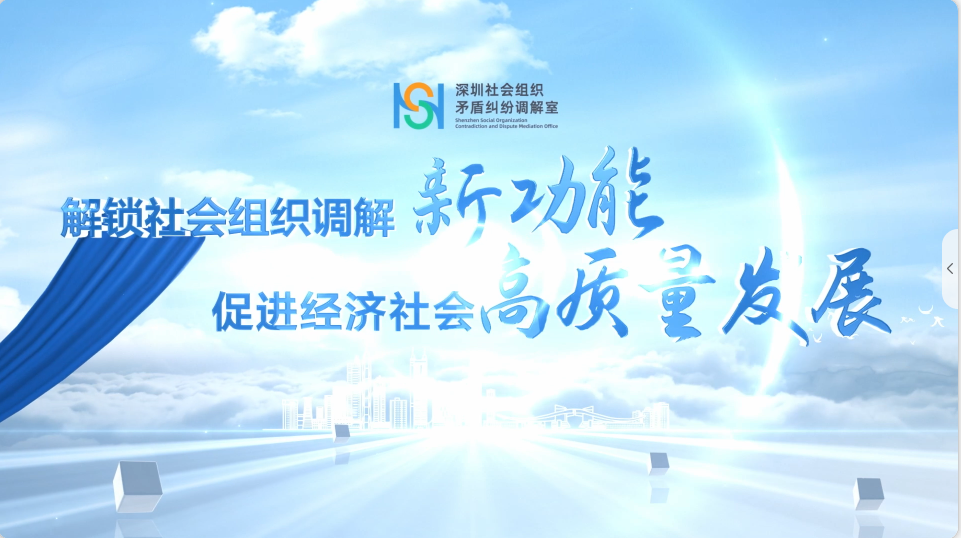 深圳社会组织
矛盾纠纷调解室
Shenzhen Social Organization
Contradiction and Dispute Mediation Office
解锁社会组织调解新功能
促进经济社会高质量发展